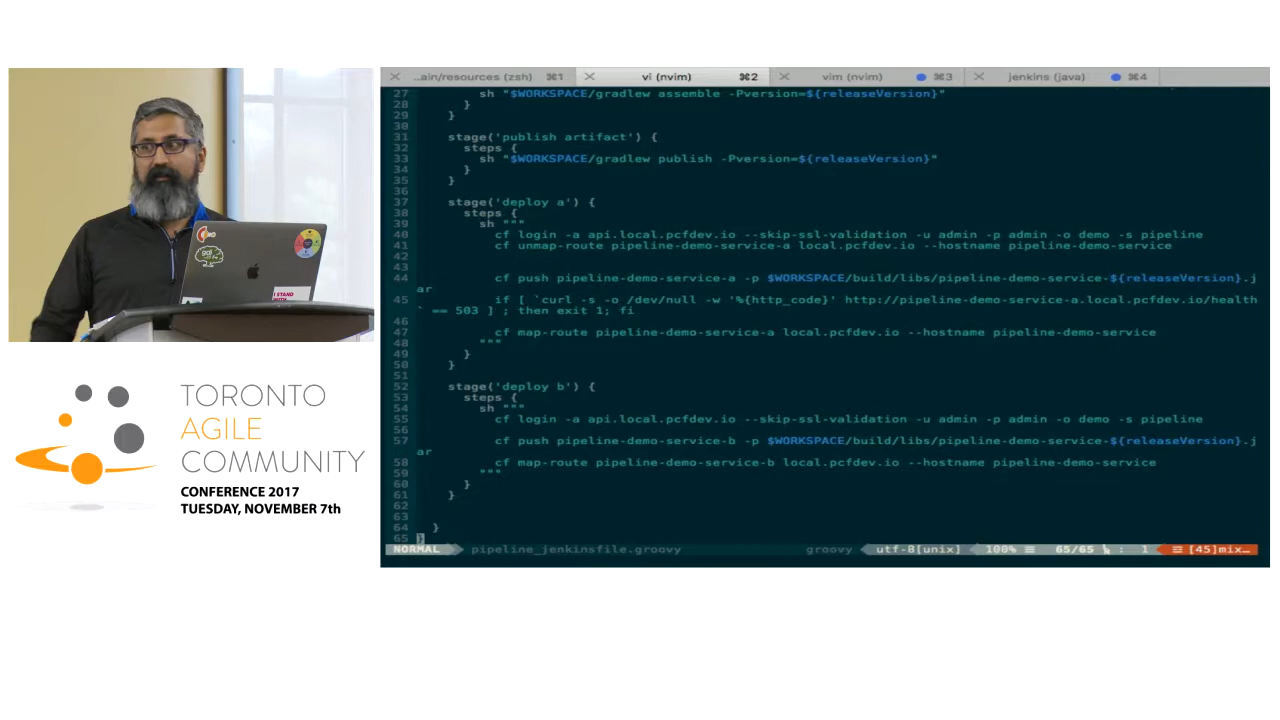 ...ain/resources (zsh) ⌘1
vi (nvim) ⌘2
vim (nvim) ⌘3
jenkins (java) ⌘4
27 sh "$WORKSPACE/gradlew assemble -Pversion=${releaseVersion}"
28 }
29 }
30
31 stage('publish artifact') {
32 steps {
33 sh "$WORKSPACE/gradlew publish -Pversion=${releaseVersion}"
34 }
35 }
36
37 stage('deploy a') {
38 steps {
39 sh """
40 cf login -a api.local.pcfdev.io --skip-ssl-validation -u admin -p admin -o demo -s pipeline
41 cf unmap-route pipeline-demo-service-a local.pcfdev.io --hostname pipeline-demo-service
42
43
44 cf push pipeline-demo-service-a -p $WORKSPACE/build/libs/pipeline-demo-service-${releaseVersion}.j
ar
45 if [ `curl -s -o /dev/null -w '%{http_code}' http://pipeline-demo-service-a.local.pcfdev.io/health
` == 503 ] ; then exit 1; fi
46
47 cf map-route pipeline-demo-service-a local.pcfdev.io --hostname pipeline-demo-service
48 """
49 }
50 }
51
52 stage('deploy b') {
53 steps {
54 sh """
55 cf login -a api.local.pcfdev.io --skip-ssl-validation -u admin -p admin -o demo -s pipeline
56
57 cf push pipeline-demo-service-b -p $WORKSPACE/build/libs/pipeline-demo-service-${releaseVersion}.j
ar
58 cf map-route pipeline-demo-service-b local.pcfdev.io --hostname pipeline-demo-service
59 """
60 }
61 }
62
63
64 }
65 }
NORMAL pipeline_jenkinsfile.groovy groovy utf-8[unix] 100% ☰ 65/65 : 1 ☰ [45]mix…
I STAND
WITH
TORONTO
AGILE
COMMUNITY
CONFERENCE 2017
TUESDAY, NOVEMBER 7th